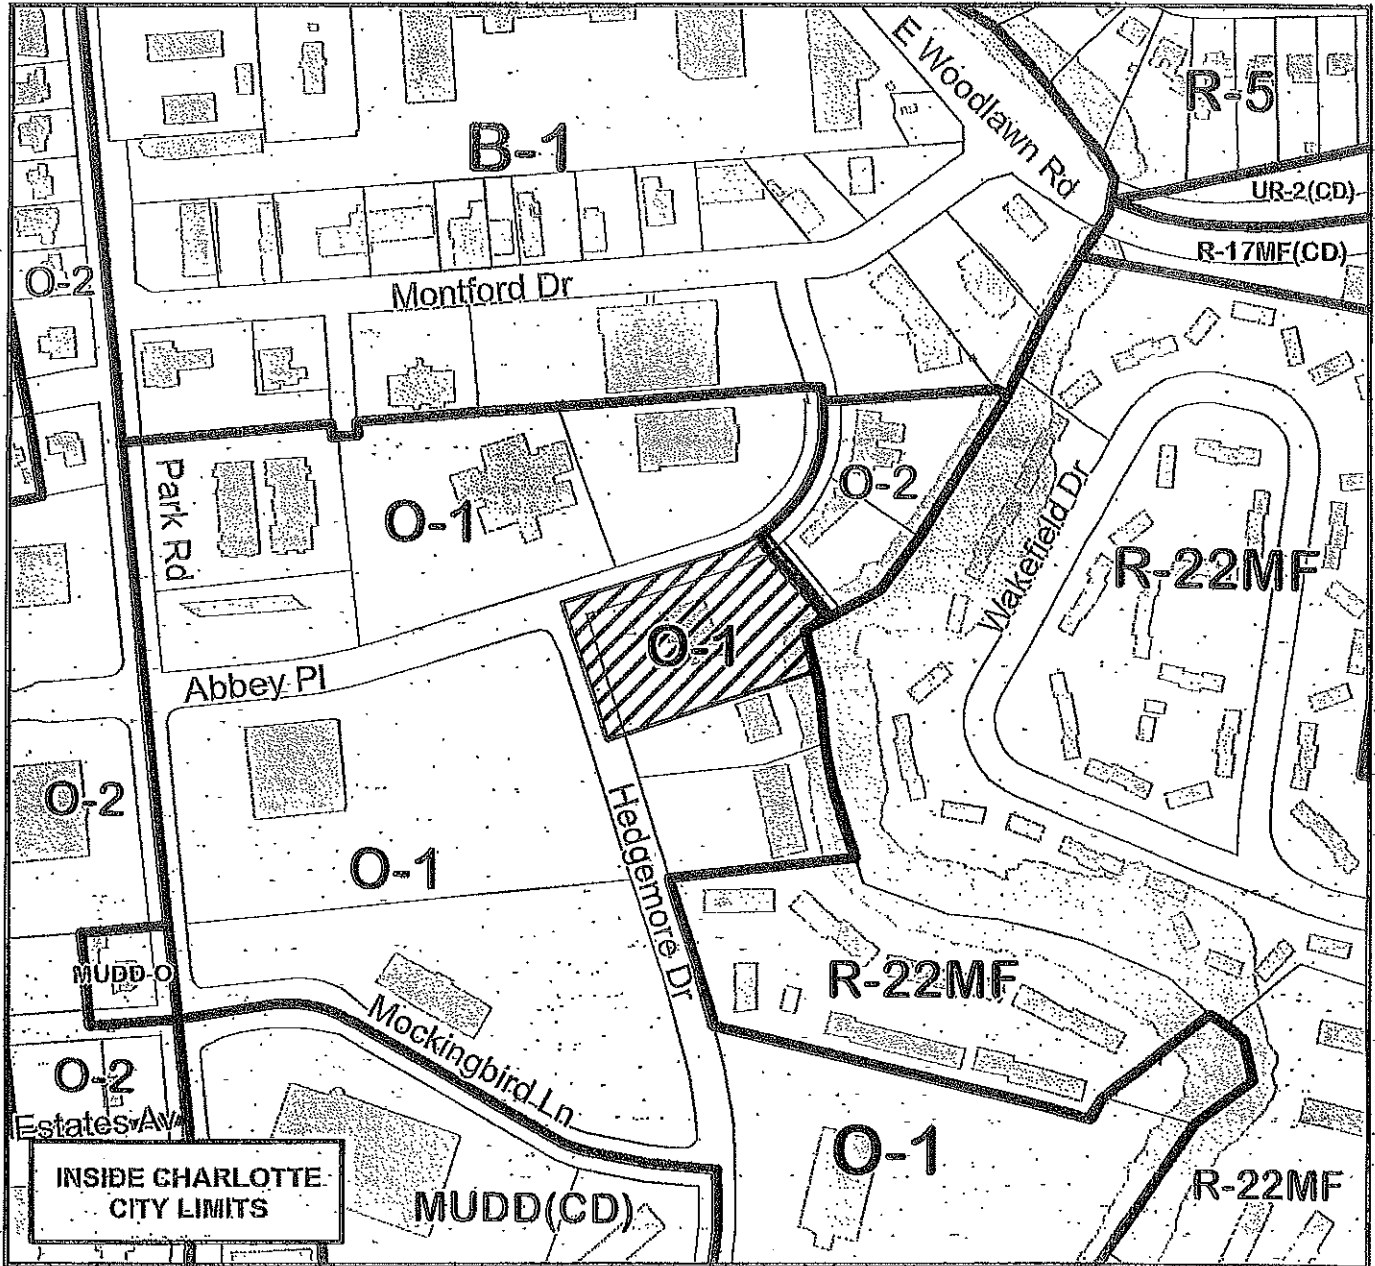 E Woodlawn Rd
R-5
B-1
UR-2(CD)
R-17MF(CD)
O-2
Montford Dr
Park Rd
O-1
O-2
Wakefield Dr
R-22MF
O-1
Abbey Pl
O-2
Hedgemore Dr
O-1
MUDD-O
R-22MF
Mockingbird Ln
O-2
Estates Av
O-1
INSIDE CHARLOTTE
CITY LIMITS
MUDD(CD)
R-22MF